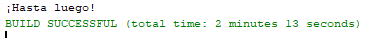 ¡Hasta luego!
BUILD SUCCESSFUL (total time: 2 minutes 13 seconds)